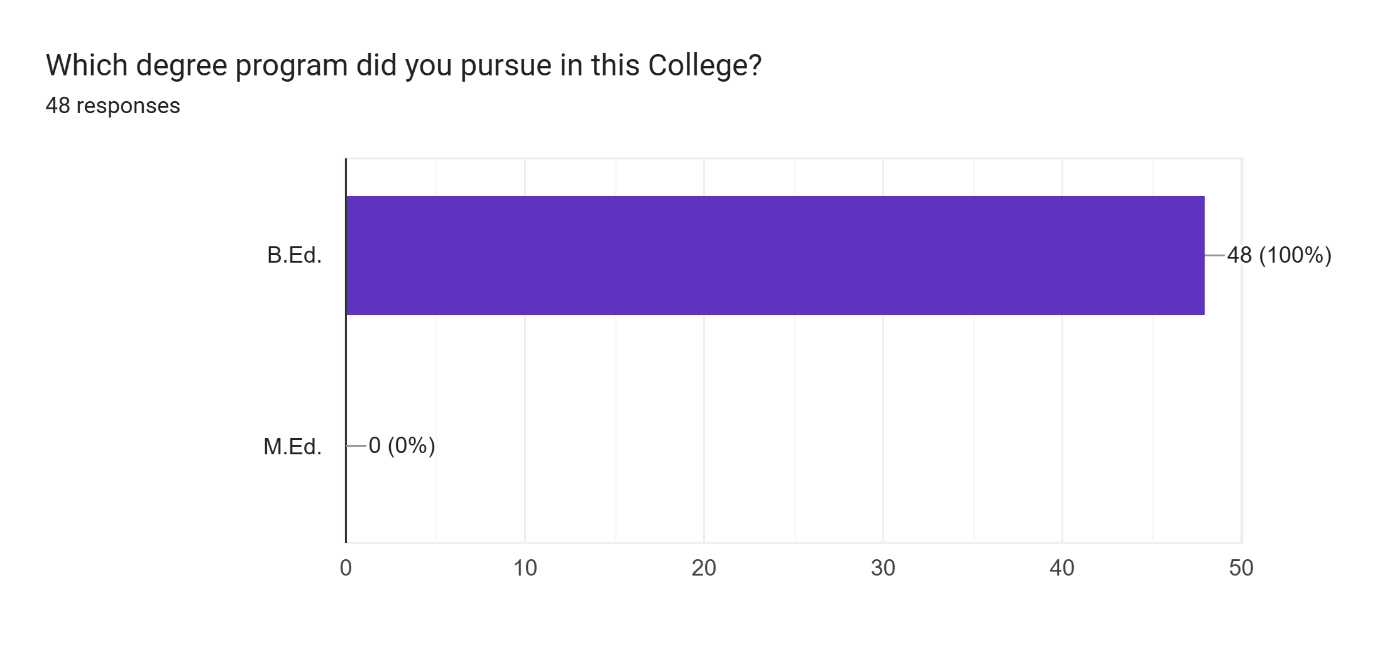 Which degree program did you pursue in this College?
48 responses
B.Ed.
48 (100%)
M.Ed.
0 (0%)
0 10 20 30 40 50